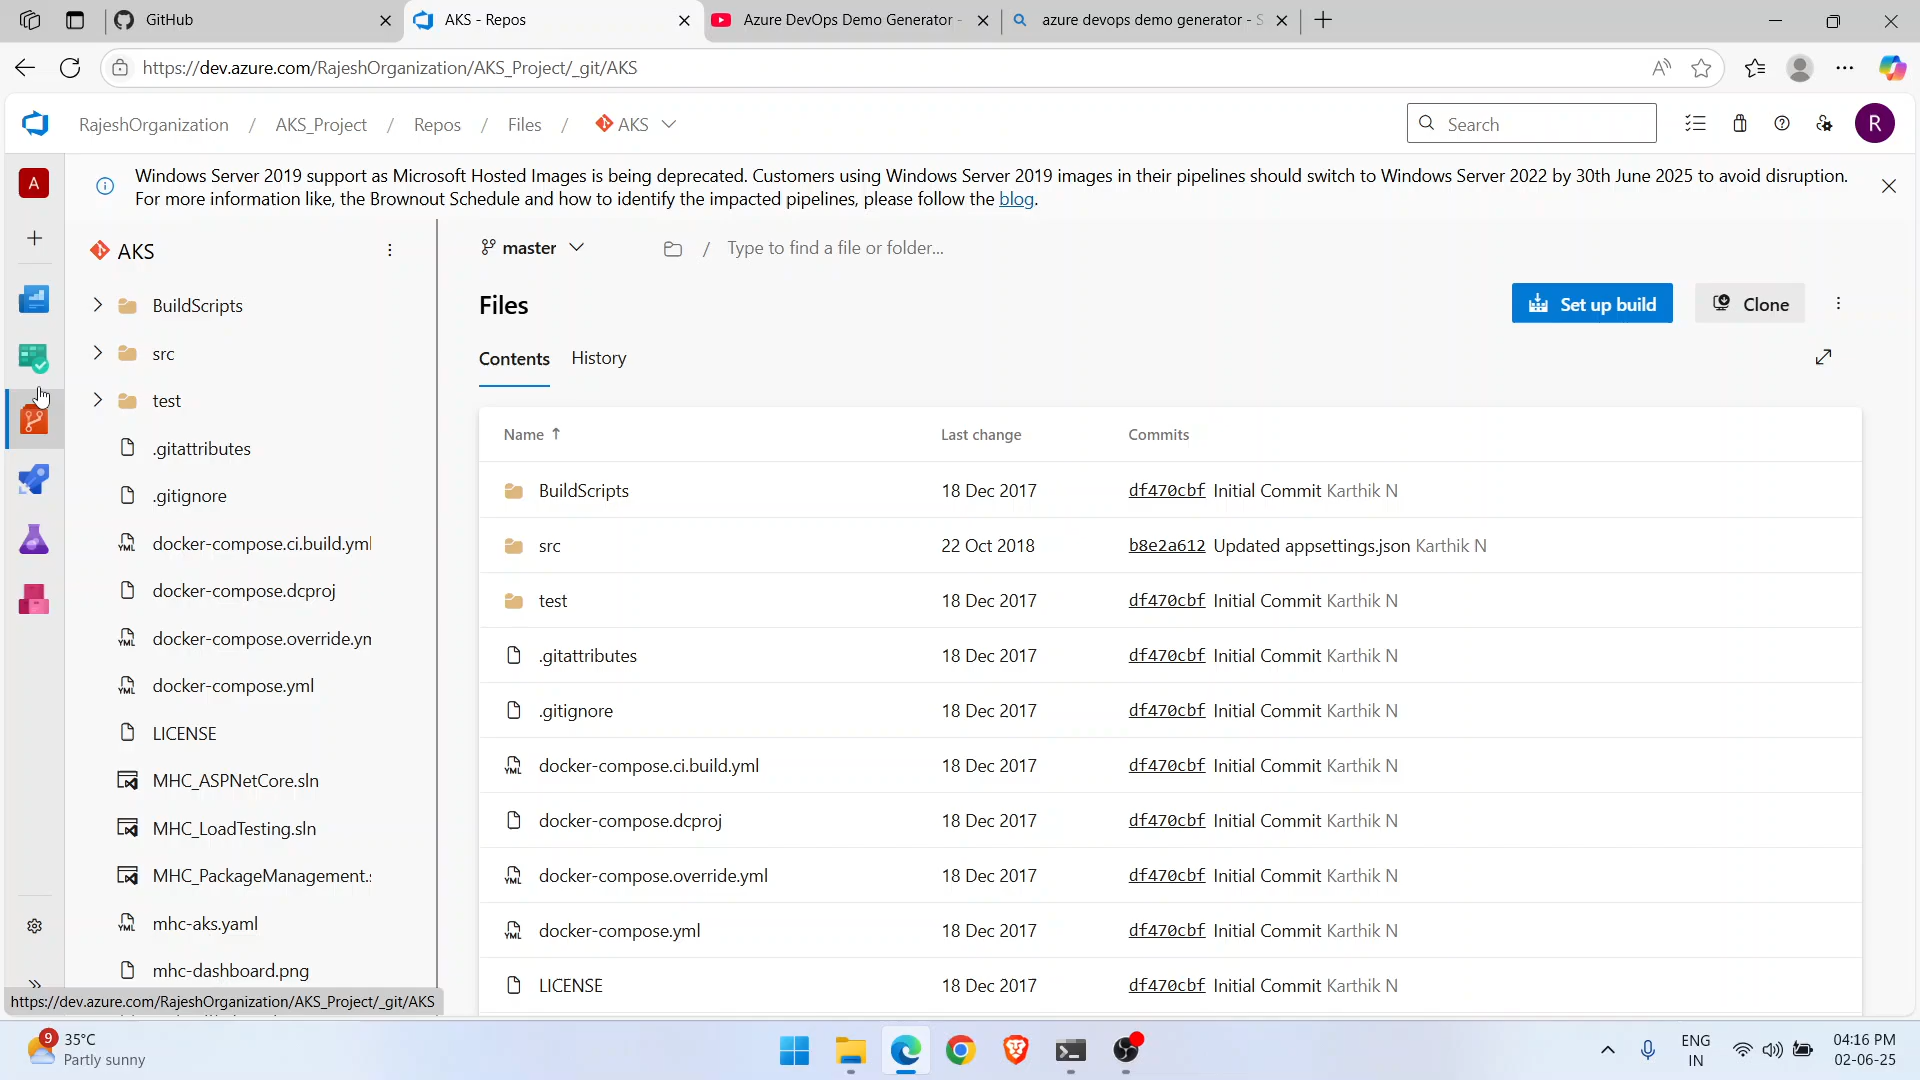 GitHub
AKS - Repos
Azure DevOps Demo Generator -
azure devops demo generator - S
https://dev.azure.com/RajeshOrganization/AKS_Project/_git/AKS
RajeshOrganization / AKS_Project / Repos / Files / AKS
Search
R
A
Windows Server 2019 support as Microsoft Hosted Images is being deprecated. Customers using Windows Server 2019 images in their pipelines should switch to Windows Server 2022 by 30th June 2025 to avoid disruption.
For more information like, the Brownout Schedule and how to identify the impacted pipelines, please follow the blog.
AKS
BuildScripts
src
test
.gitattributes
.gitignore
docker-compose.ci.build.yml
docker-compose.dcproj
docker-compose.override.yn
docker-compose.yml
LICENSE
MHC_ASPNetCore.sln
MHC_LoadTesting.sln
MHC_PackageManagement.s
mhc-aks.yaml
mhc-dashboard.png
master
/ Type to find a file or folder...
Files
Set up build
Clone
Contents History
Name ↑ Last change Commits
BuildScripts 18 Dec 2017 df470cbf Initial Commit Karthik N
src 22 Oct 2018 b8e2a612 Updated appsettings.json Karthik N
test 18 Dec 2017 df470cbf Initial Commit Karthik N
.gitattributes 18 Dec 2017 df470cbf Initial Commit Karthik N
.gitignore 18 Dec 2017 df470cbf Initial Commit Karthik N
docker-compose.ci.build.yml 18 Dec 2017 df470cbf Initial Commit Karthik N
docker-compose.dcproj 18 Dec 2017 df470cbf Initial Commit Karthik N
docker-compose.override.yml 18 Dec 2017 df470cbf Initial Commit Karthik N
docker-compose.yml 18 Dec 2017 df470cbf Initial Commit Karthik N
LICENSE 18 Dec 2017 df470cbf Initial Commit Karthik N
https://dev.azure.com/RajeshOrganization/AKS_Project/_git/AKS
9
35°C
Partly sunny
ENG
IN
04:16 PM
02-06-25